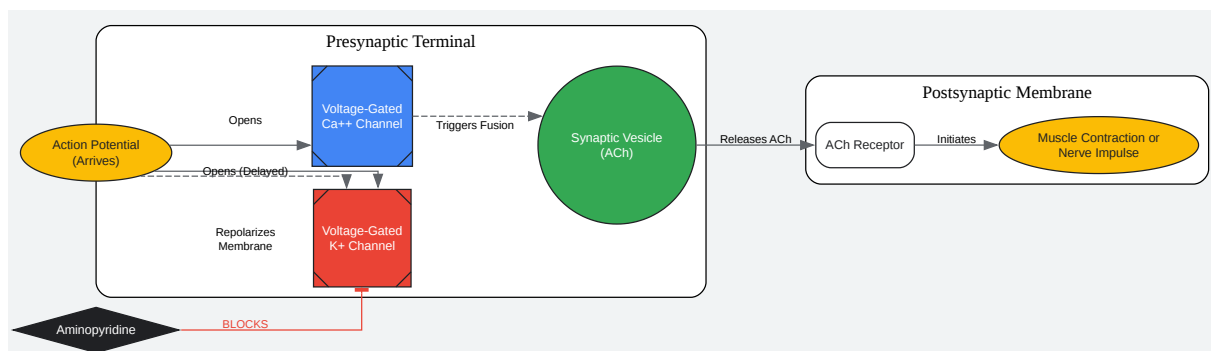 Presynaptic Terminal
Action Potential
(Arrives)
Opens
Voltage-Gated
Ca++ Channel
Triggers Fusion
Synaptic Vesicle
(ACh)
Releases ACh
Postsynaptic Membrane
ACh Receptor
Initiates
Muscle Contraction or
Nerve Impulse
Opens (Delayed)
Repolarizes
Membrane
Voltage-Gated
K+ Channel
Aminopyridine
BLOCKS